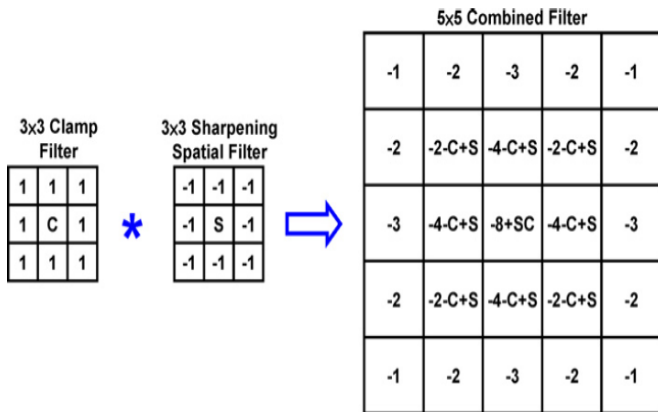 5x5 Combined Filter
-1 -2 -3 -2 -1
3x3 Clamp Filter
3x3 Sharpening Spatial Filter
-2 -2-C+S -4-C+S -2-C+S -2
1 1 1
-1 -1 -1
1 C 1
*
-1 S -1
-3 -4-C+S -8+SC -4-C+S -3
1 1 1
-1 -1 -1
-2 -2-C+S -4-C+S -2-C+S -2
-1 -2 -3 -2 -1